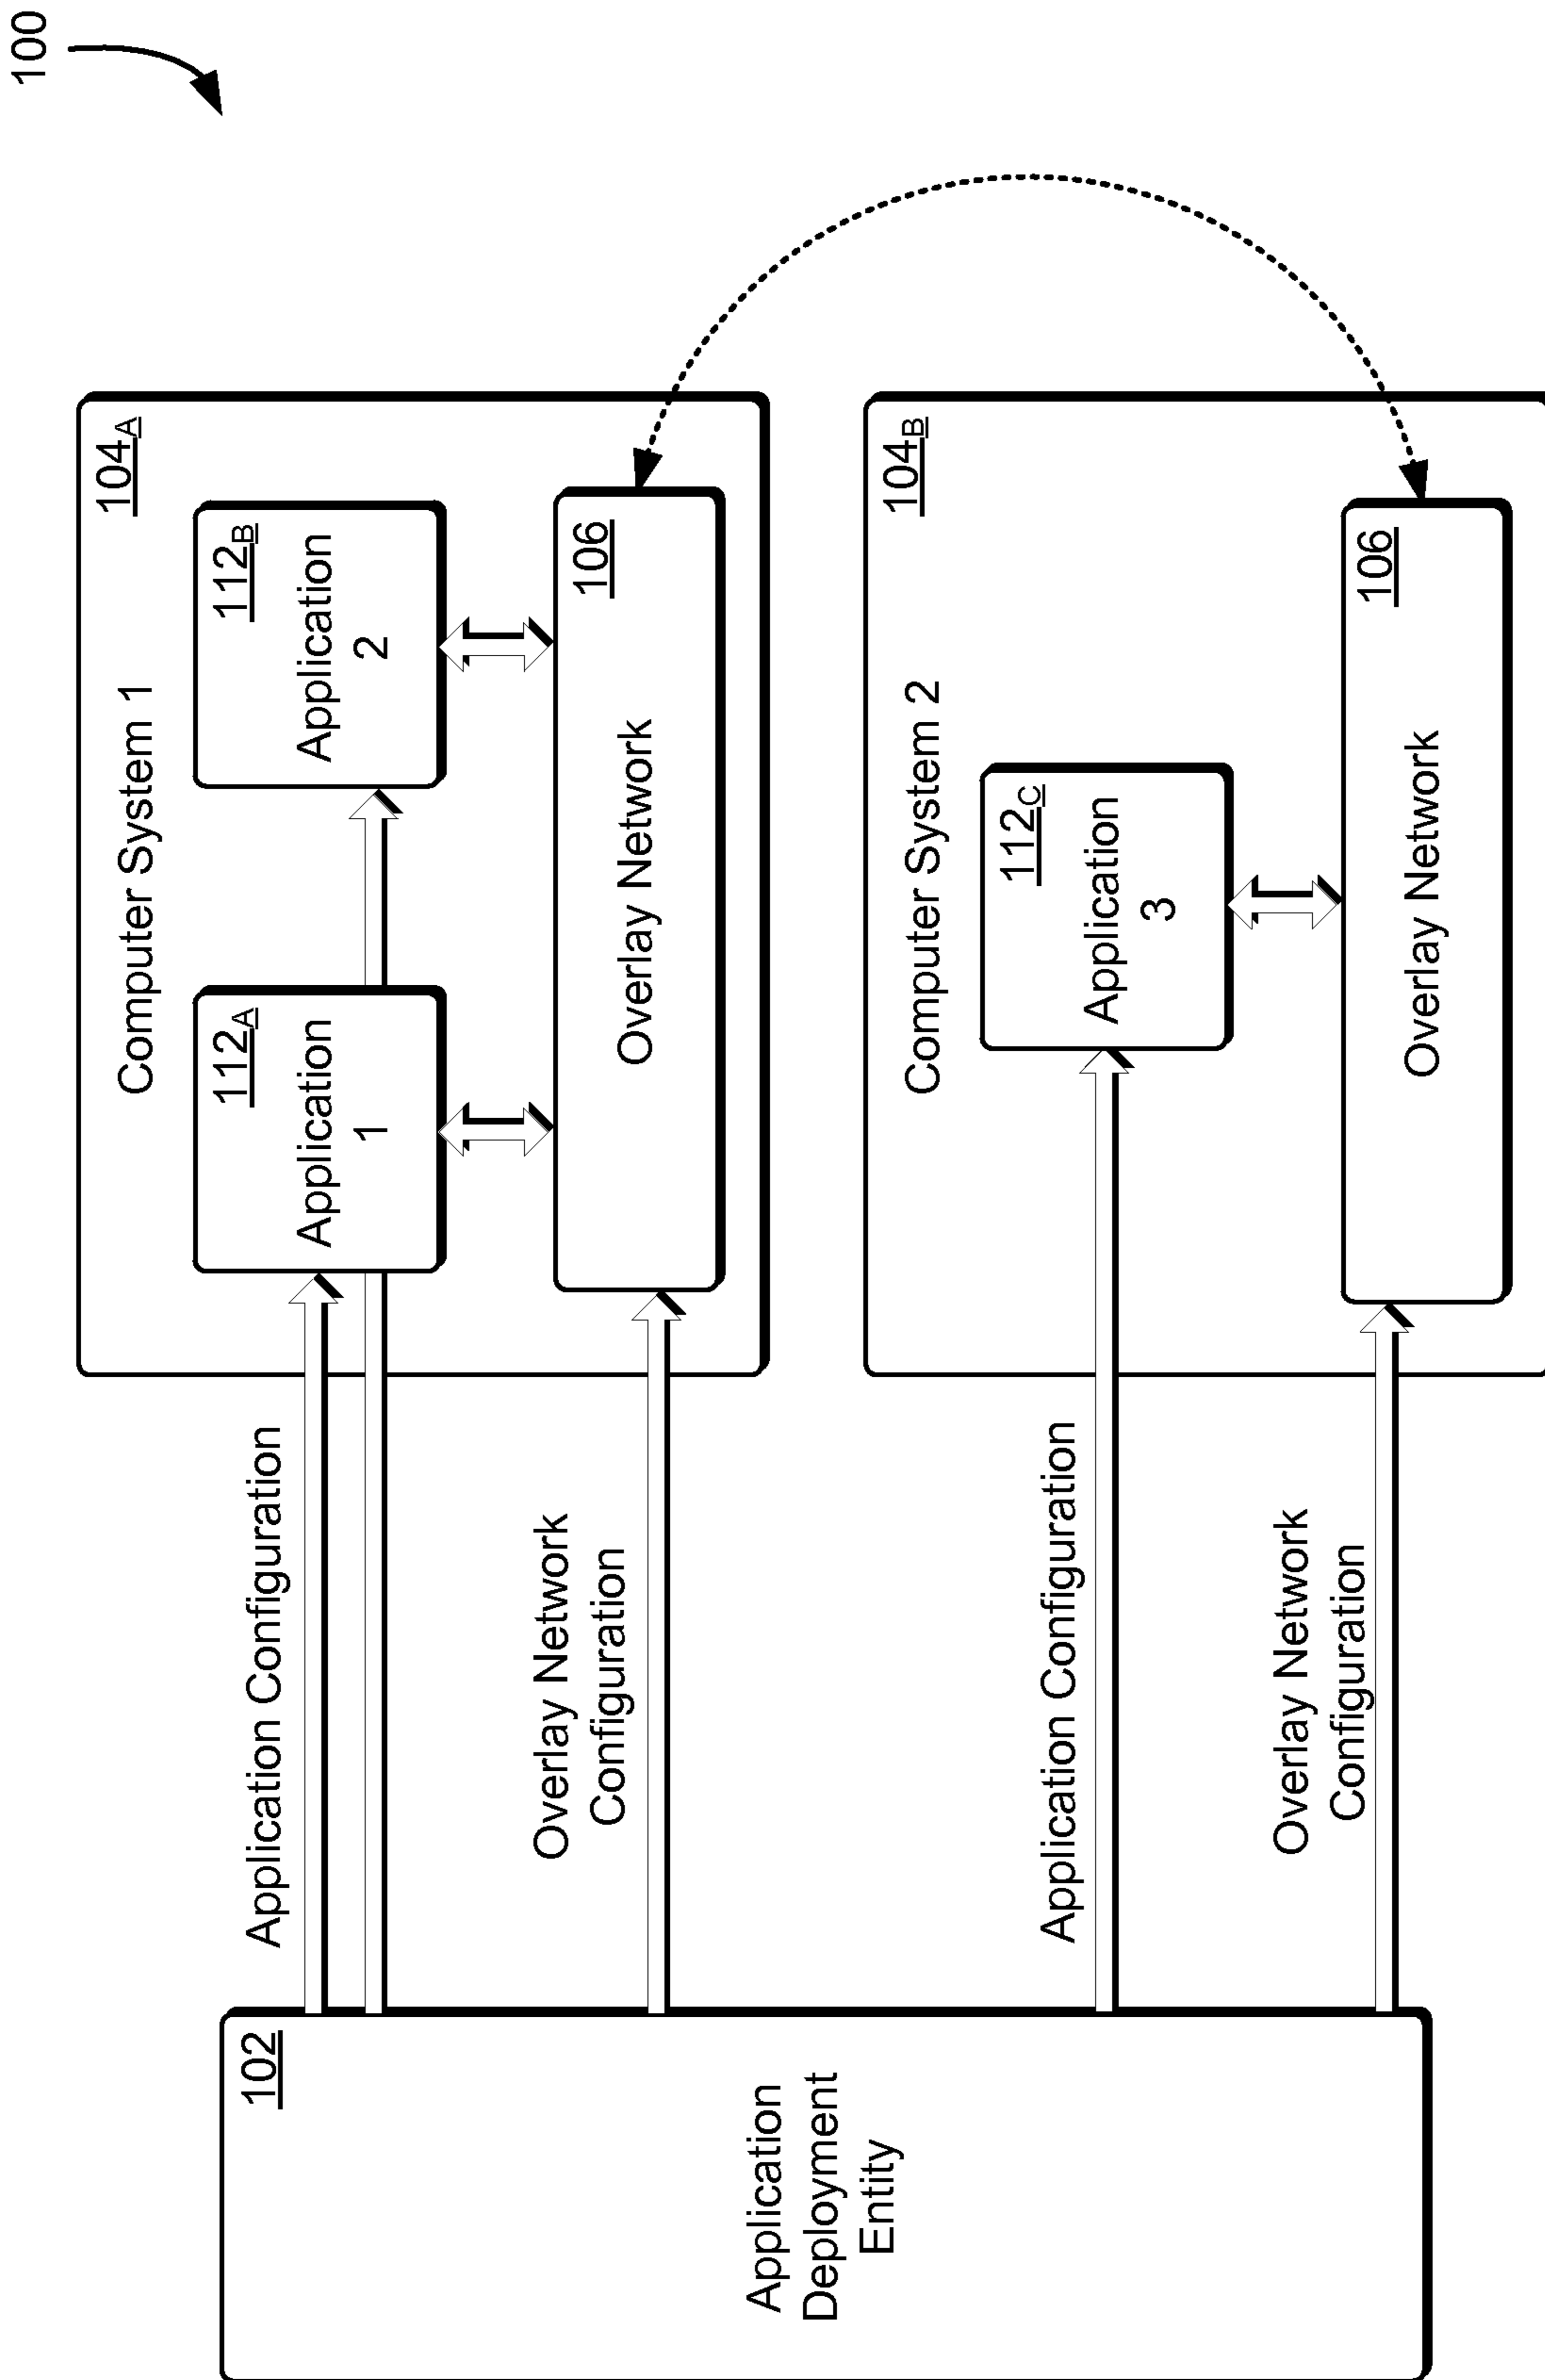 100
Computer System 1
104A
112A
Application
1
112B
Application
2
106
Overlay Network
Application Configuration
Overlay Network
Configuration
102
Application
Deployment
Entity
Computer System 2
104B
112C
Application
3
106
Overlay Network
Application Configuration
Overlay Network
Configuration